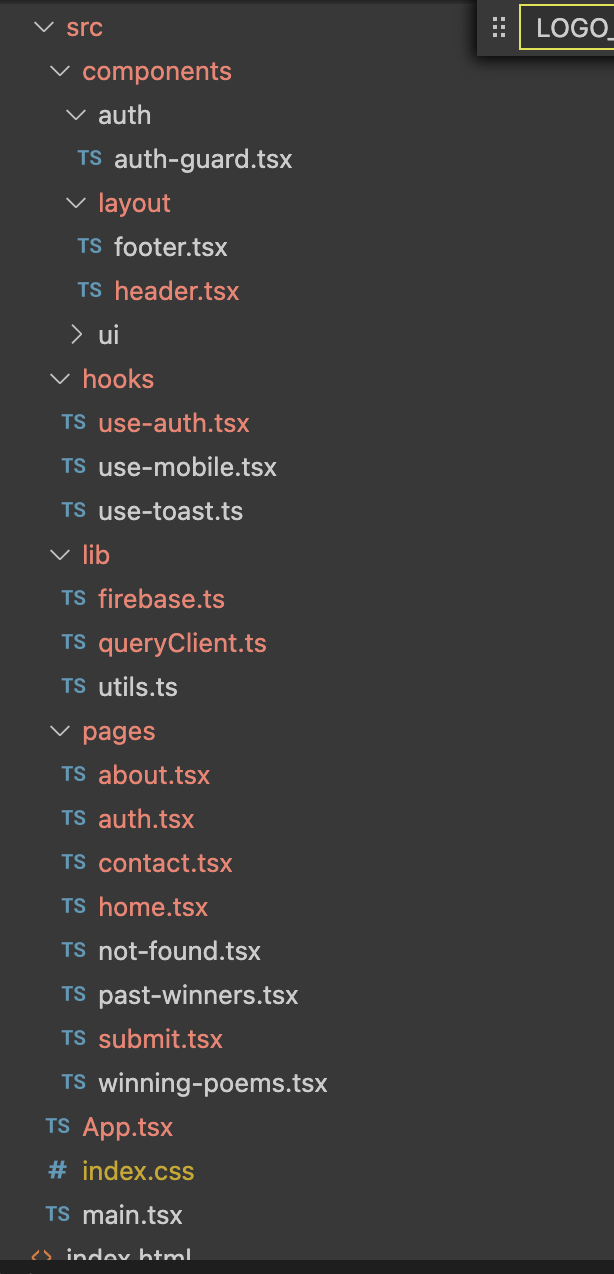 src
LOGO_
components
auth
TS auth-guard.tsx
layout
TS footer.tsx
TS header.tsx
ui
hooks
TS use-auth.tsx
TS use-mobile.tsx
TS use-toast.ts
lib
TS firebase.ts
TS queryClient.ts
TS utils.ts
pages
TS about.tsx
TS auth.tsx
TS contact.tsx
TS home.tsx
TS not-found.tsx
TS past-winners.tsx
TS submit.tsx
TS winning-poems.tsx
TS App.tsx
# index.css
TS main.tsx
<> index.html